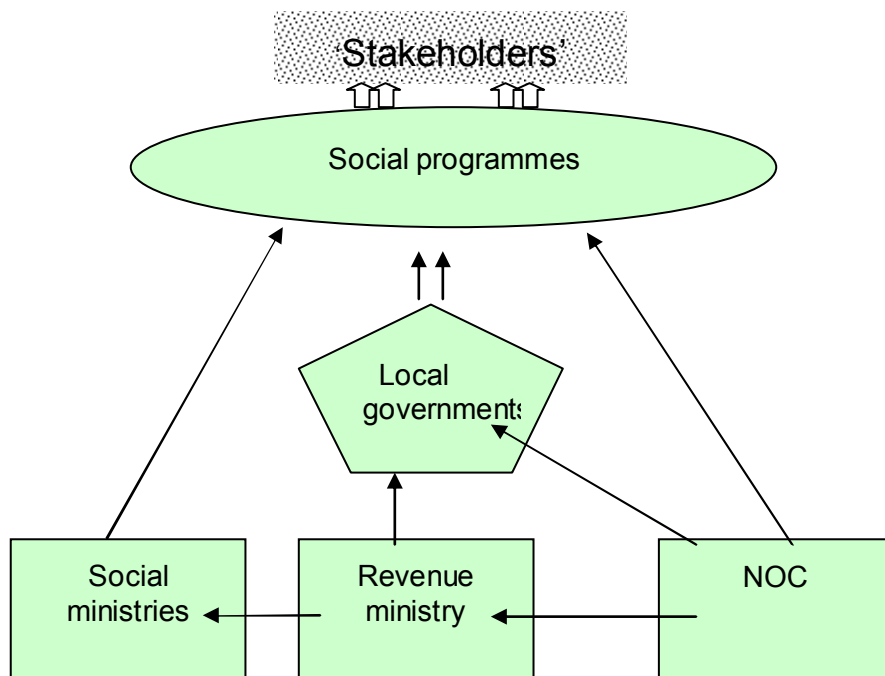 ‘Stakeholders’
Social programmes
Local
governments
Social
ministries
Revenue
ministry
NOC